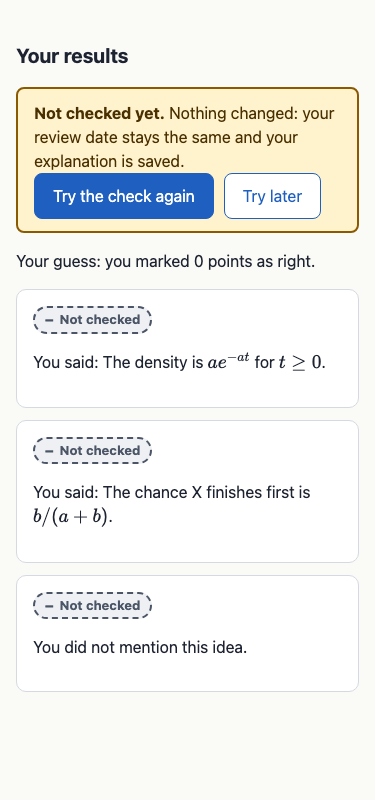 Your results
Not checked yet. Nothing changed: your
review date stays the same and your
explanation is saved.
Try the check again
Try later
Your guess: you marked 0 points as right.
– Not checked
You said: The density is $ae^{-at}$ for $t \geq 0$.
– Not checked
You said: The chance X finishes first is
$b/(a + b)$.
– Not checked
You did not mention this idea.